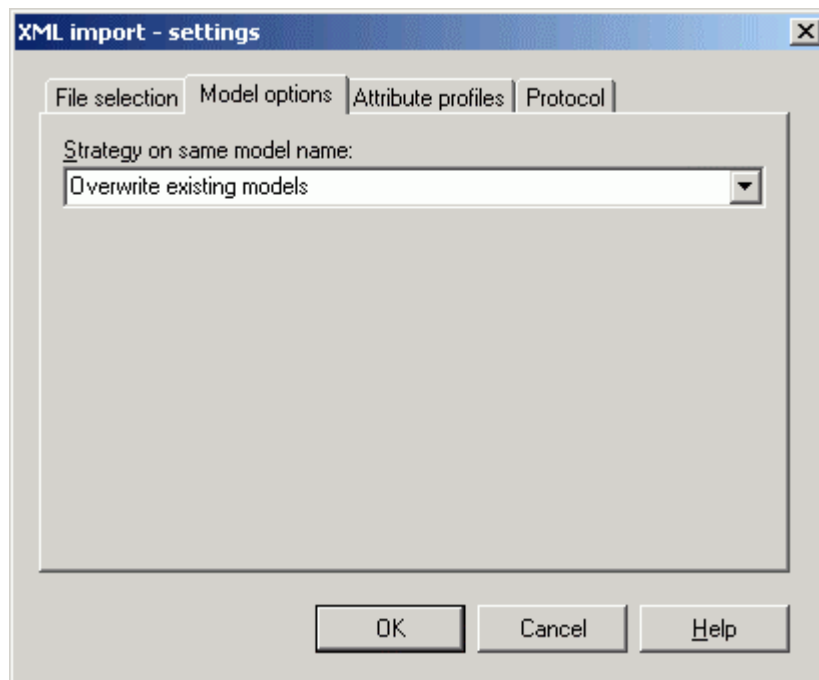 XML import - settings
File selection Model options Attribute profiles Protocol
Strategy on same model name:
Overwrite existing models
OK Cancel Help